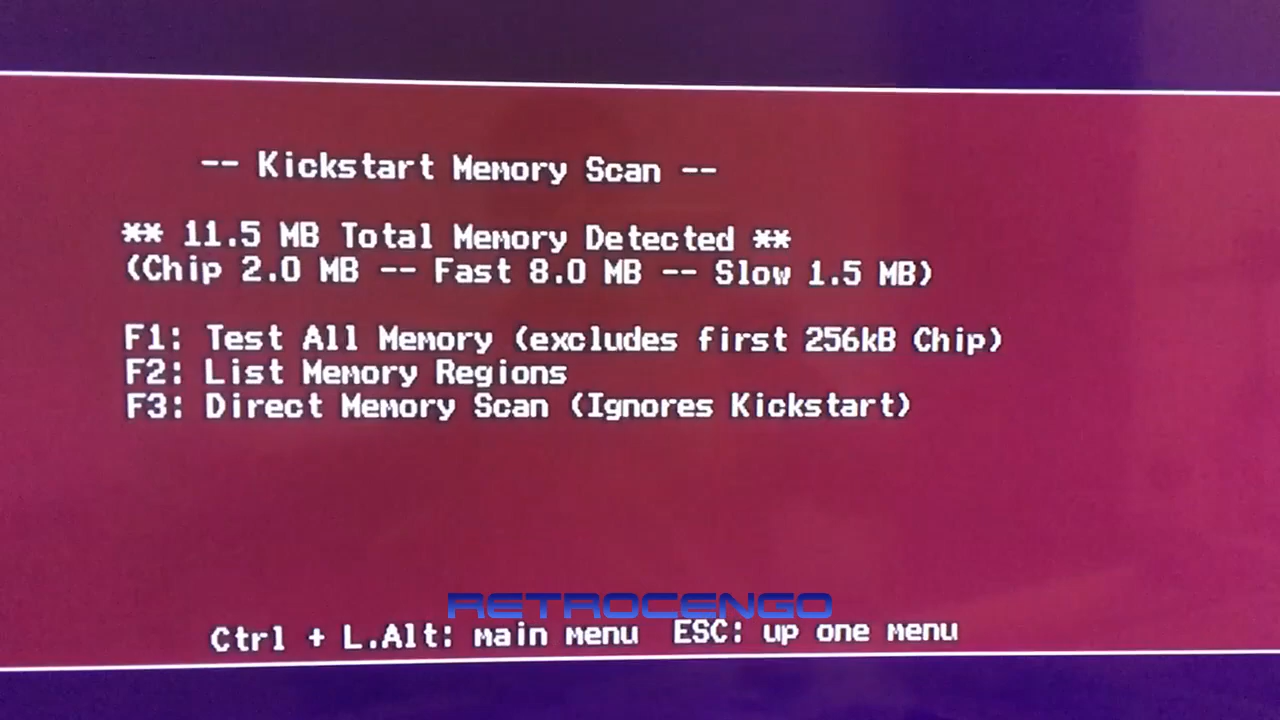 -- Kickstart Memory Scan --
** 11.5 MB Total Memory Detected **
(Chip 2.0 MB -- Fast 8.0 MB -- Slow 1.5 MB)
F1: Test All Memory (excludes first 256kB Chip)
F2: List Memory Regions
F3: Direct Memory Scan (Ignores Kickstart)
RETROCENGO
Ctrl + L.Alt: main menu  ESC: up one menu